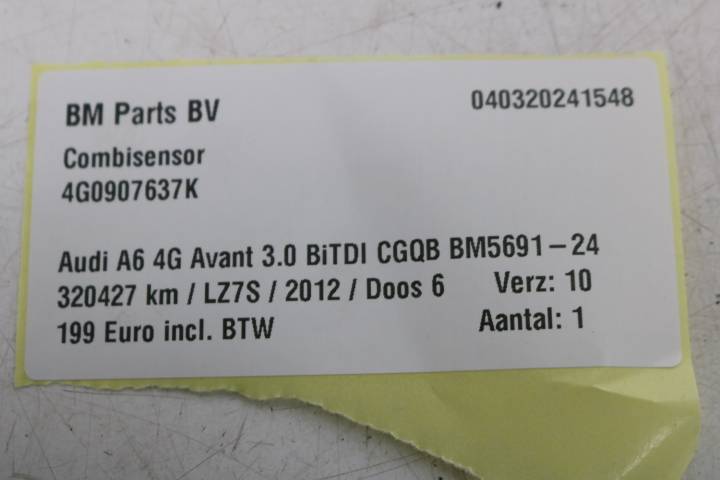 BM Parts BV 040320241548
Combisensor
4G0907637K
Audi A6 4G Avant 3.0 BiTDI CGQB BM5691-24
320427 km / LZ7S / 2012 / Doos 6 Verz: 10
199 Euro incl. BTW Aantal: 1